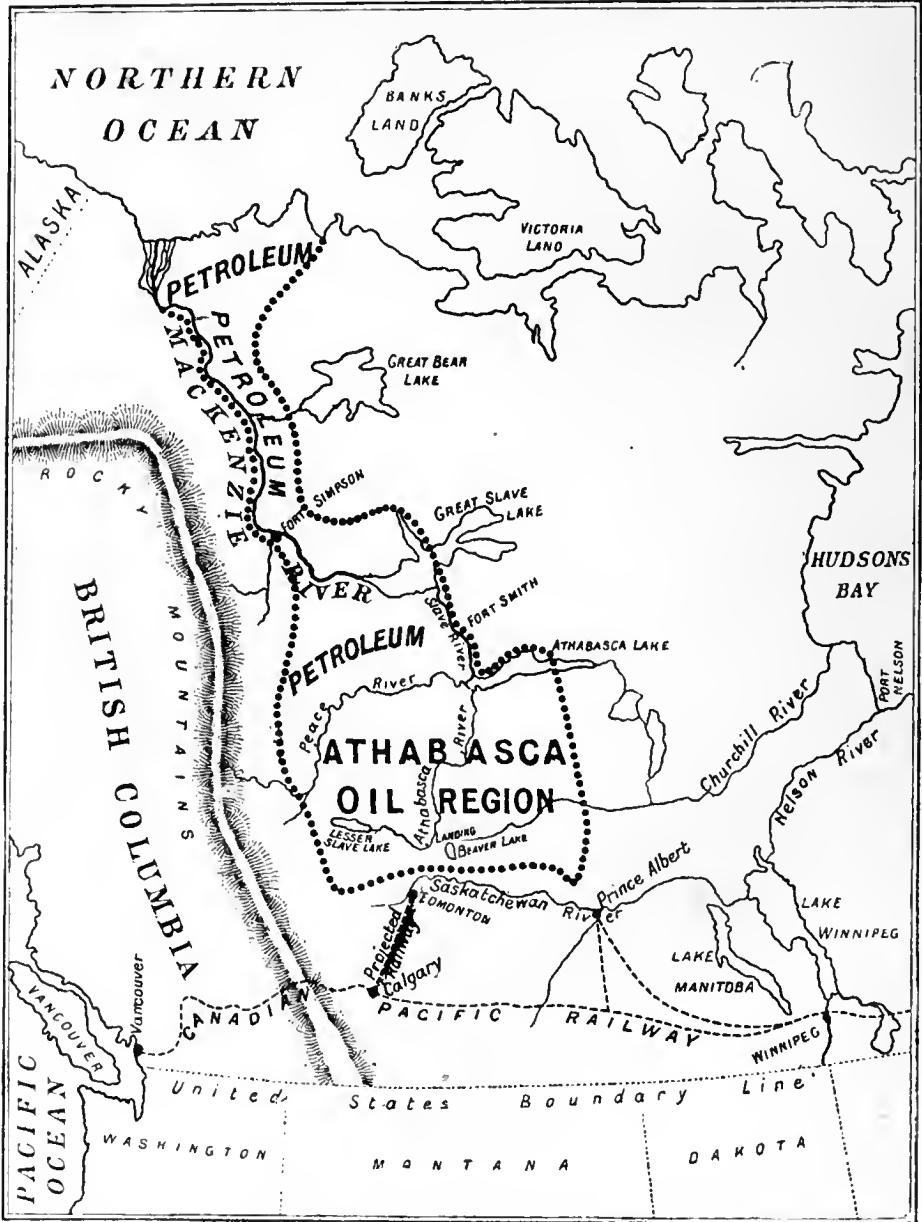 NORTHERN
OCEAN
BANKS
LAND
ALASKA
VICTORIA
LAND
PETROLEUM
PETROLEUM
MACKENZIE
RIVER
GREAT BEAR
LAKE
ROCKY
MOUNTAINS
FORT SIMPSON
GREAT SLAVE
LAKE
HUDSONS
BAY
BRITISH COLUMBIA
Slave River
FORT SMITH
PETROLEUM
ATHABASCA LAKE
PORT
NELSON
Peace River
Athabasca River
Churchill River
Nelson River
ATHABASCA
OIL REGION
LESSER
SLAVE LAKE
LANDING
BEAVER LAKE
Saskatchewan River
EDMONTON
Prince Albert
Projected
Railway
Calgary
LAKE
WINNIPEG
LAKE
MANITOBA
VANCOUVER
Vancouver
CANADIAN PACIFIC RAILWAY
WINNIPEG
PACIFIC
OCEAN
United States Boundary Line
WASHINGTON
MONTANA
DAKOTA